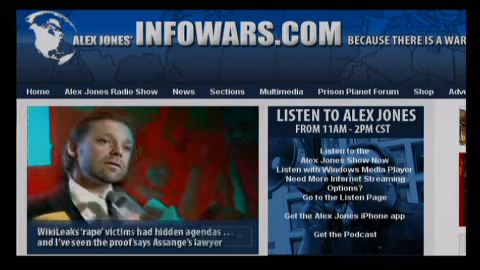 ALEX JONES' INFOWARS.COM BECAUSE THERE IS A WAR
Home Alex Jones Radio Show News Sections Multimedia Prison Planet Forum Shop Adve
LISTEN TO ALEX JONES
FROM 11AM - 2PM CST
Listen to the
Alex Jones Show Now
Listen with Windows Media Player
Need More Internet Streaming
Options?
Go to the Listen Page
Get the Alex Jones iPhone app
Get the Podcast
WikiLeaks 'rape' victims had hidden agendas ...
and I've seen the proof says Assange's lawyer